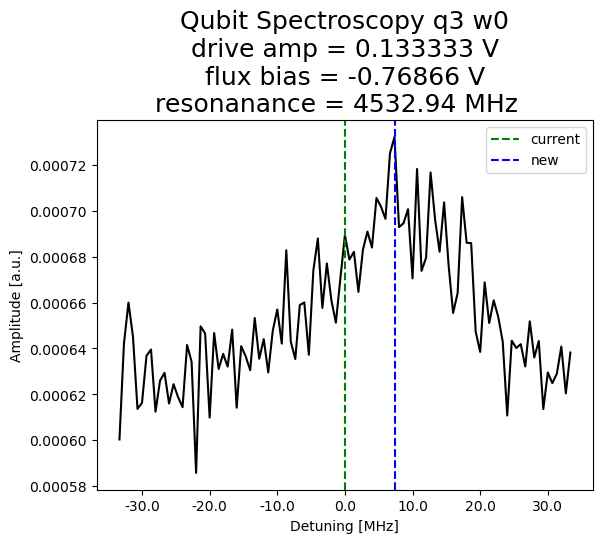 Qubit Spectroscopy q3 w0
drive amp = 0.133333 V
flux bias = -0.76866 V
resonanance = 4532.94 MHz
current
new
Amplitude [a.u.]
0.00072
0.00070
0.00068
0.00066
0.00064
0.00062
0.00060
0.00058
-30.0 -20.0 -10.0 0.0 10.0 20.0 30.0
Detuning [MHz]